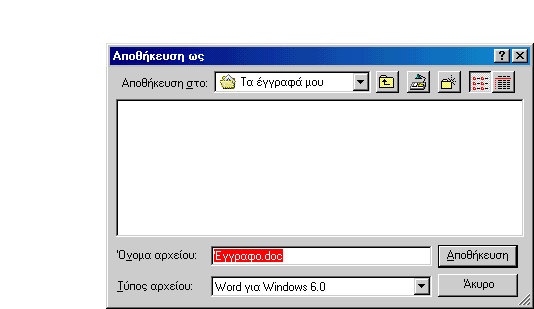 Αποθήκευση ως
Αποθήκευση στο: Τα έγγραφά μου
Όνομα αρχείου: Έγγραφο.doc Αποθήκευση
Τύπος αρχείου: Word για Windows 6.0 Άκυρο